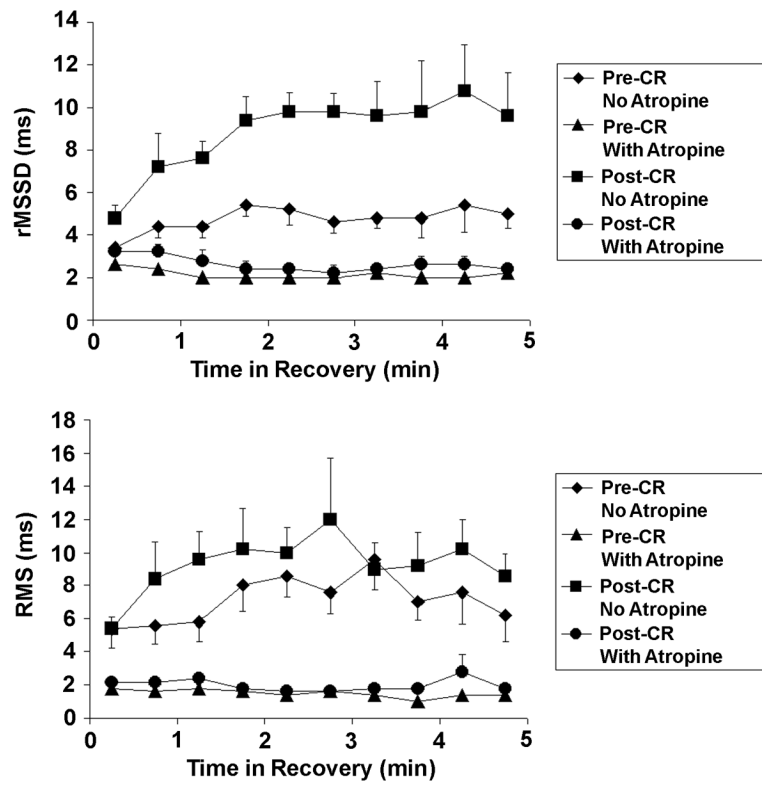 14
12
10
8
6
4
2
0
rMSSD (ms)
0 1 2 3 4 5
Time in Recovery (min)
Pre-CR
No Atropine
Pre-CR
With Atropine
Post-CR
No Atropine
Post-CR
With Atropine
18
16
14
12
10
8
6
4
2
0
RMS (ms)
0 1 2 3 4 5
Time in Recovery (min)
Pre-CR
No Atropine
Pre-CR
With Atropine
Post-CR
No Atropine
Post-CR
With Atropine